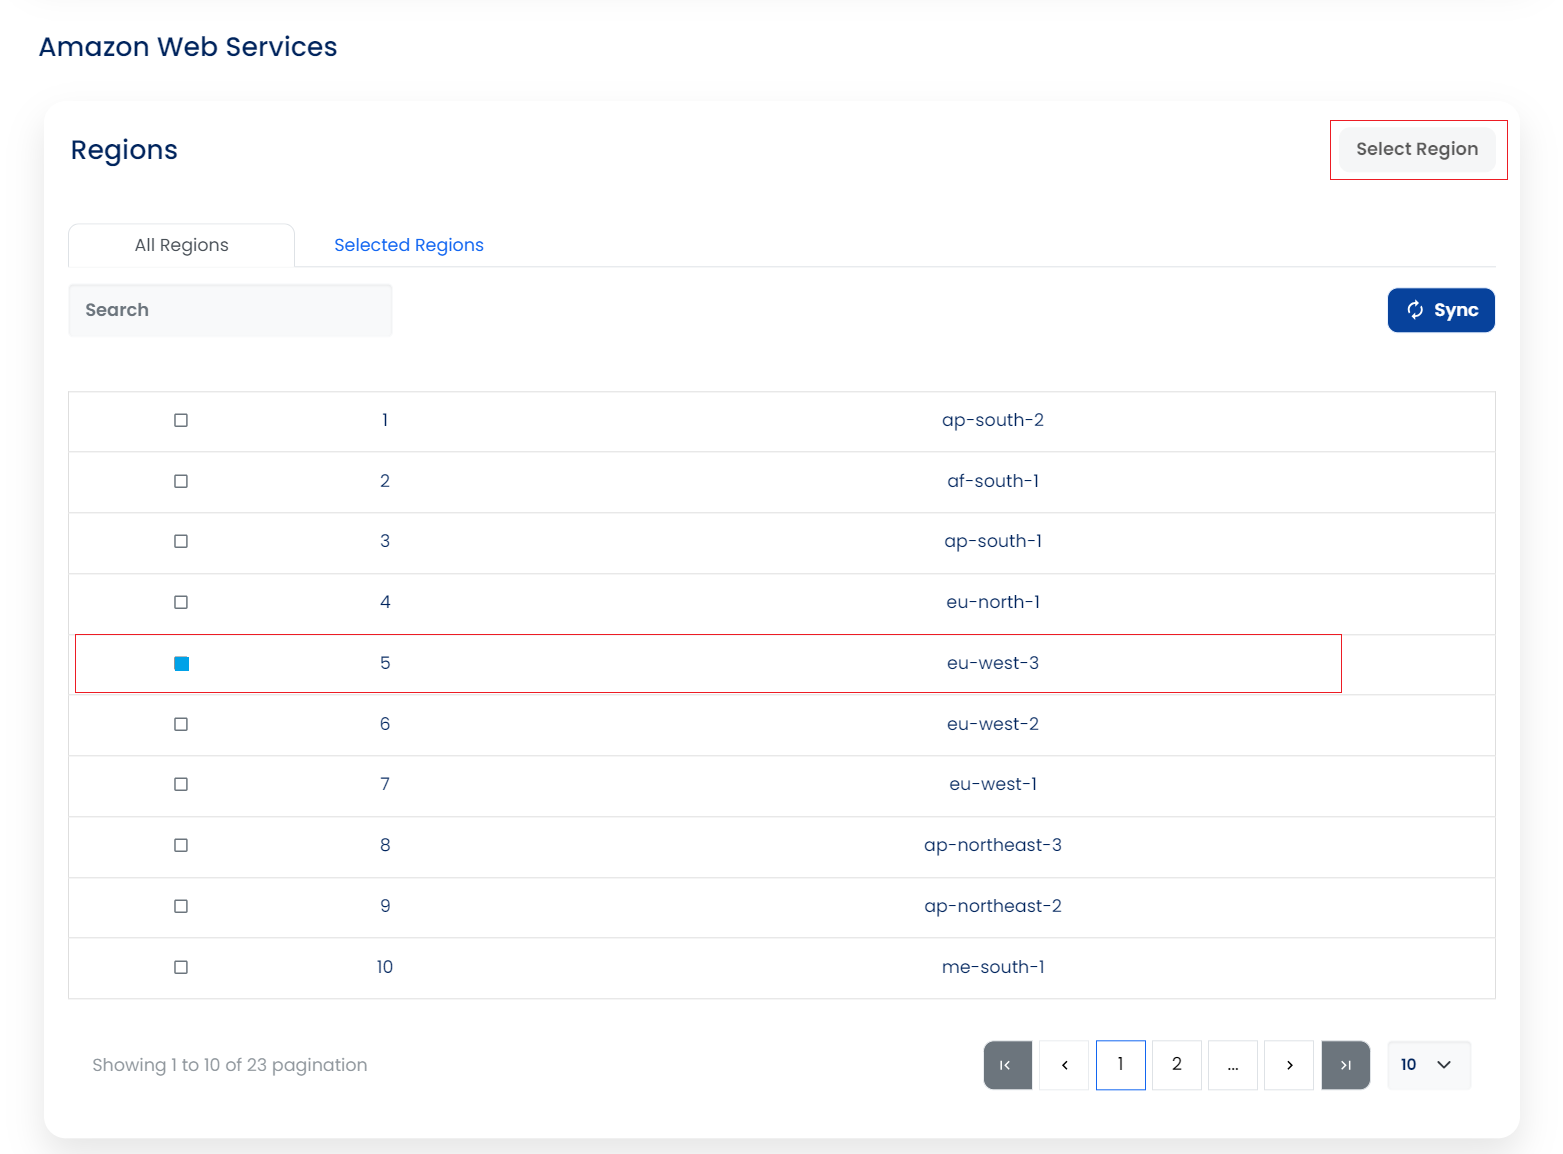 Amazon Web Services
Regions
Select Region
All Regions
Selected Regions
Search
Sync
1 ap-south-2
2 af-south-1
3 ap-south-1
4 eu-north-1
5 eu-west-3
6 eu-west-2
7 eu-west-1
8 ap-northeast-3
9 ap-northeast-2
10 me-south-1
Showing 1 to 10 of 23 pagination
1 2 ... 10